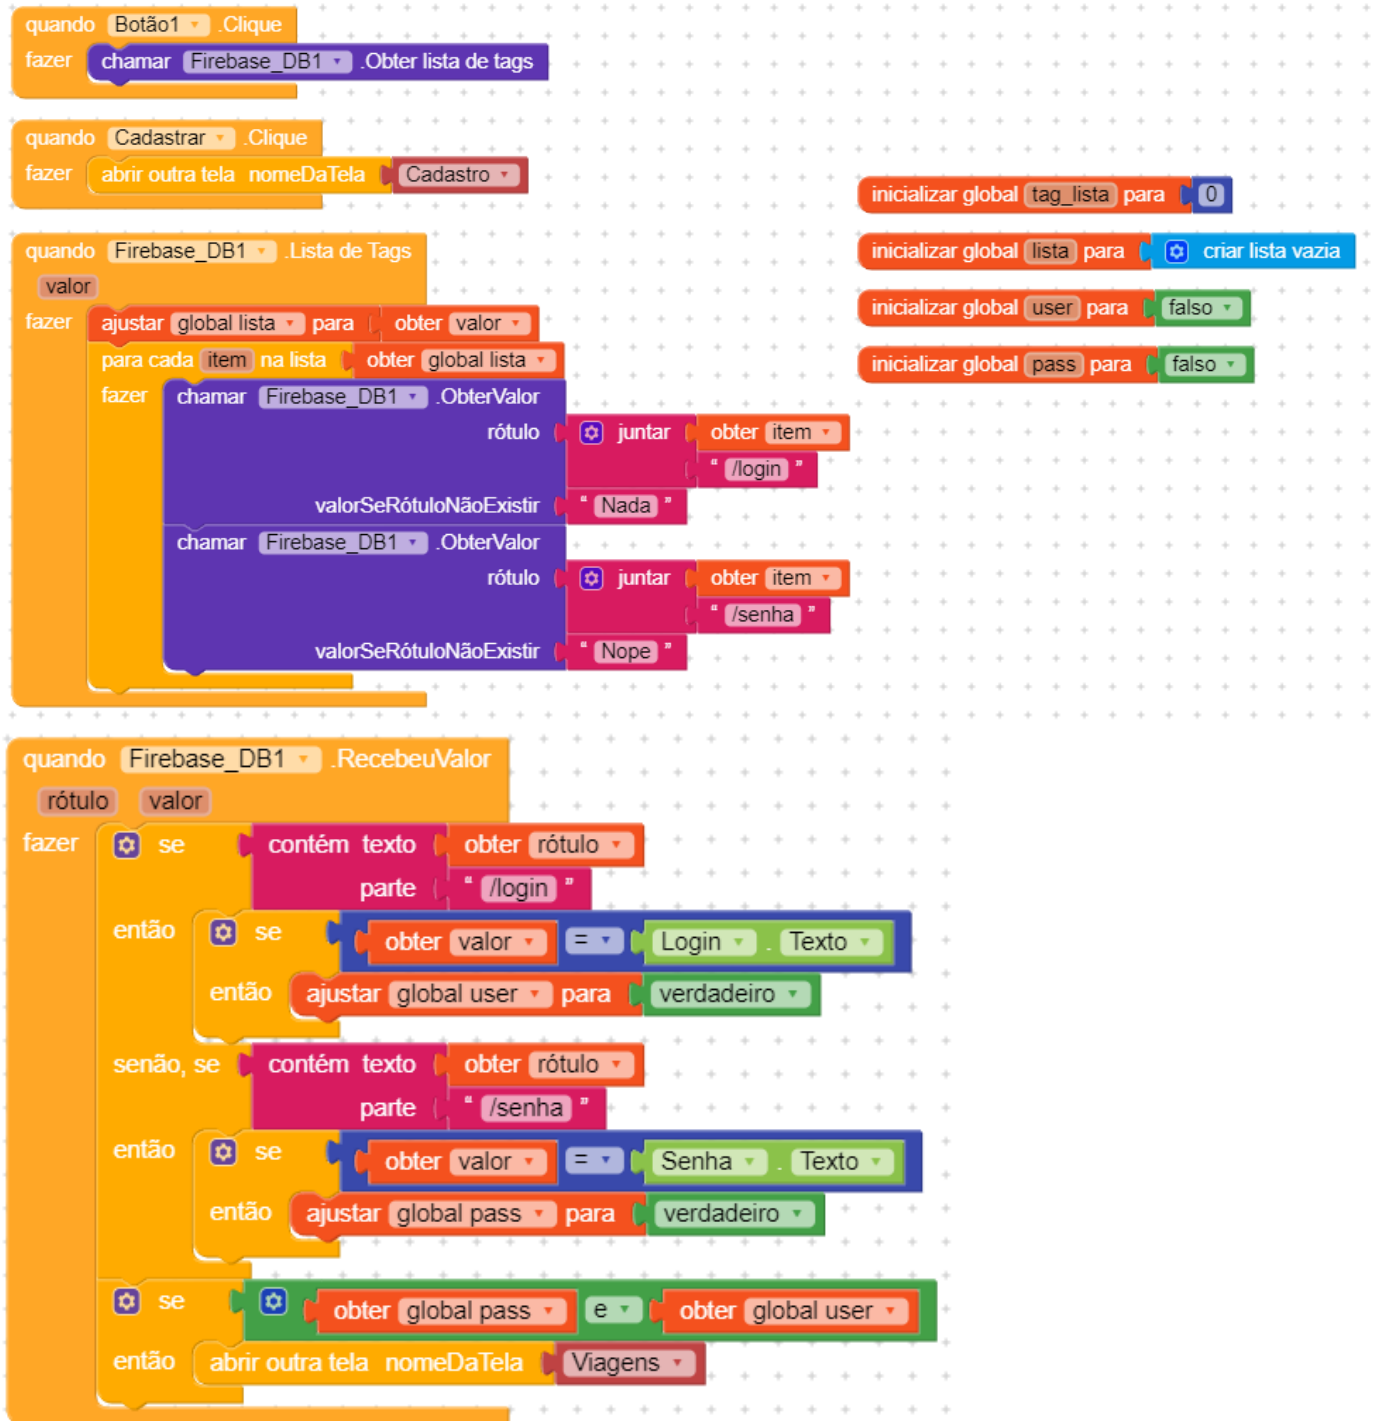 quando Botão1 .Clique
fazer chamar Firebase_DB1 .Obter lista de tags
quando Cadastrar .Clique
fazer abrir outra tela nomeDaTela Cadastro
quando Firebase_DB1 .Lista de Tags
valor
fazer ajustar global lista para obter valor
para cada item na lista obter global lista
fazer chamar Firebase_DB1 .ObterValor
rótulo juntar obter item
" /login "
valorSeRótuloNãoExistir " Nada "
chamar Firebase_DB1 .ObterValor
rótulo juntar obter item
" /senha "
valorSeRótuloNãoExistir " Nope "
inicializar global tag_lista para 0
inicializar global lista para criar lista vazia
inicializar global user para falso
inicializar global pass para falso
quando Firebase_DB1 .RecebeuValor
rótulo valor
fazer se contém texto obter rótulo
parte " /login "
então se obter valor = Login . Texto
então ajustar global user para verdadeiro
senão, se contém texto obter rótulo
parte " /senha "
então se obter valor = Senha . Texto
então ajustar global pass para verdadeiro
se obter global pass e obter global user
então abrir outra tela nomeDaTela Viagens